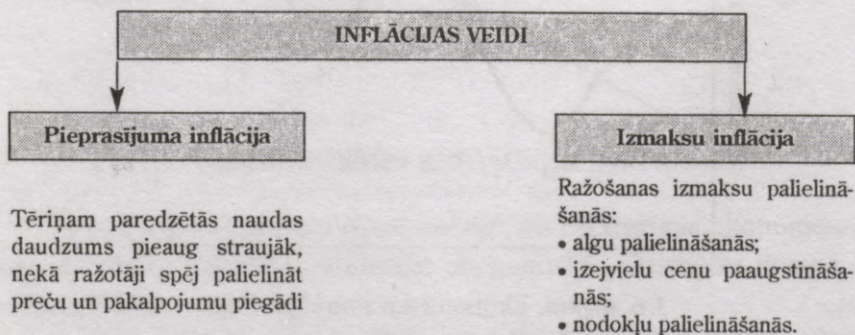 INFLĀCIJAS VEIDI
Pieprasījuma inflācija
Tēriņam paredzētās naudas
daudzums pieaug straujāk,
nekā ražotāji spēj palielināt
preču un pakalpojumu piegādi
Izmaksu inflācija
Ražošanas izmaksu palielinā-
šanās:
• algu palielināšanās;
• izejvielu cenu paaugstināša-
nās;
• nodokļu palielināšanās.